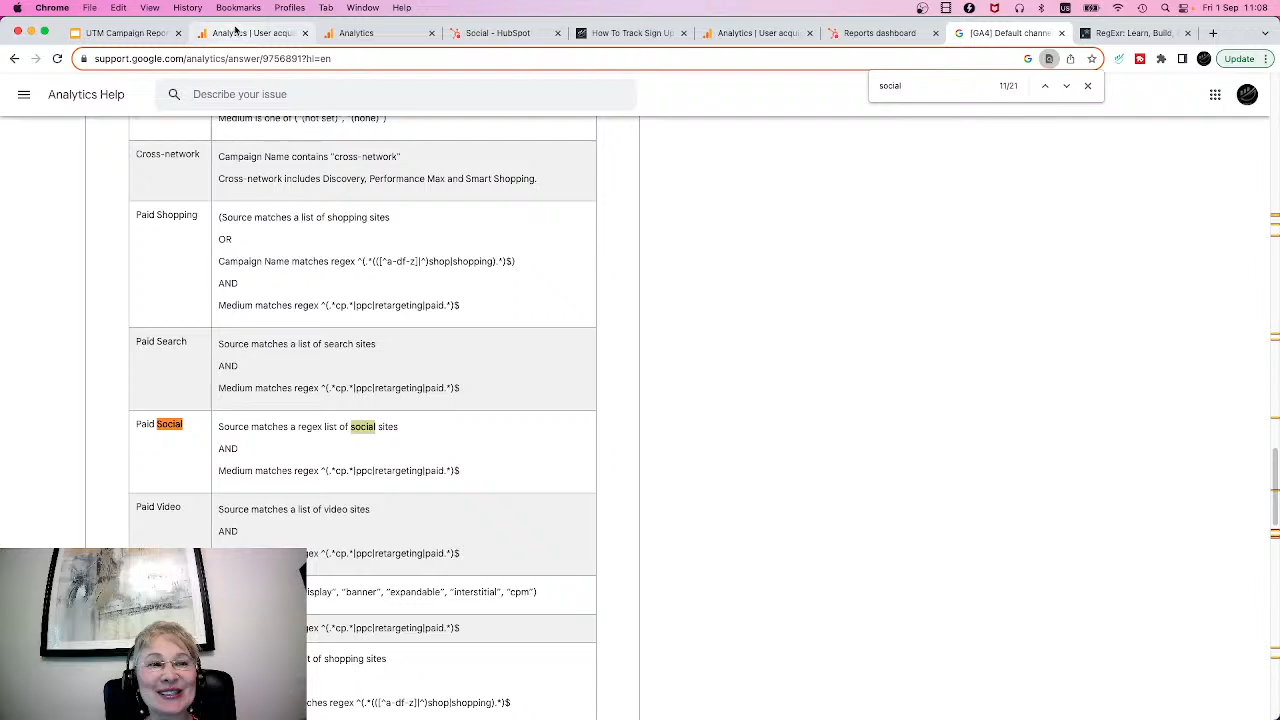 Chrome File Edit View History Bookmarks Profiles Tab Window Help US Fri 1 Sep 11:08
UTM Campaign Repor
Analytics | User acqui
Analytics
Social - HubSpot
How To Track Sign U
Analytics | User acqui
Reports dashboard
[GA4] Default channe
RegExr: Learn, Build,
support.google.com/analytics/answer/9756891?hl=en
Update
social 11/21
Analytics Help
Describe your issue
Medium is one of ("(not set)", "(none)")
Cross-network
Campaign Name contains "cross-network"
Cross-network includes Discovery, Performance Max and Smart Shopping.
Paid Shopping
(Source matches a list of shopping sites
OR
Campaign Name matches regex ^(.*(([^a-df-z]|^)shop|shopping).*)$)
AND
Medium matches regex ^(.*cp.*|ppc|retargeting|paid.*)$
Paid Search
Source matches a list of search sites
AND
Medium matches regex ^(.*cp.*|ppc|retargeting|paid.*)$
Paid Social
Source matches a regex list of social sites
AND
Medium matches regex ^(.*cp.*|ppc|retargeting|paid.*)$
Paid Video
Source matches a list of video sites
AND
ex ^(.*cp.*|ppc|retargeting|paid.*)$
isplay", "banner", "expandable", "interstitial", "cpm")
ex ^(.*cp.*|ppc|retargeting|paid.*)$
t of shopping sites
ches regex ^(.*(([^a-df-z]|^)shop|shopping).*)$